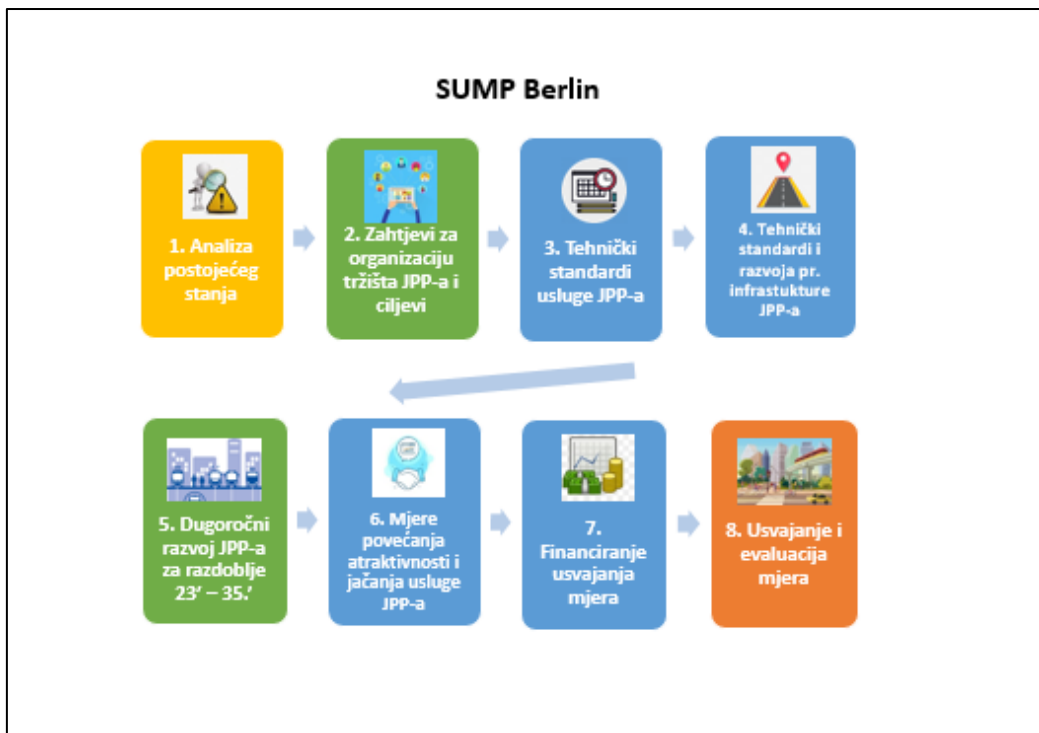 SUMP Berlin
1. Analiza
postojećeg
stanja
2. Zahtjevi za
organizaciju
tržišta JPP-a i
ciljevi
3. Tehnički
standardi
usluge JPP-a
4. Tehnički
standardi i
razvoja pr.
infrastukture
JPP-a
5. Dugoročni
razvoj JPP-a
za razdoblje
23' – 35.'
6. Mjere
povećanja
atraktivnosti i
jačanja usluge
JPP-a
7.
Financiranje
usvajanja
mjera
8. Usvajanje i
evaluacija
mjera